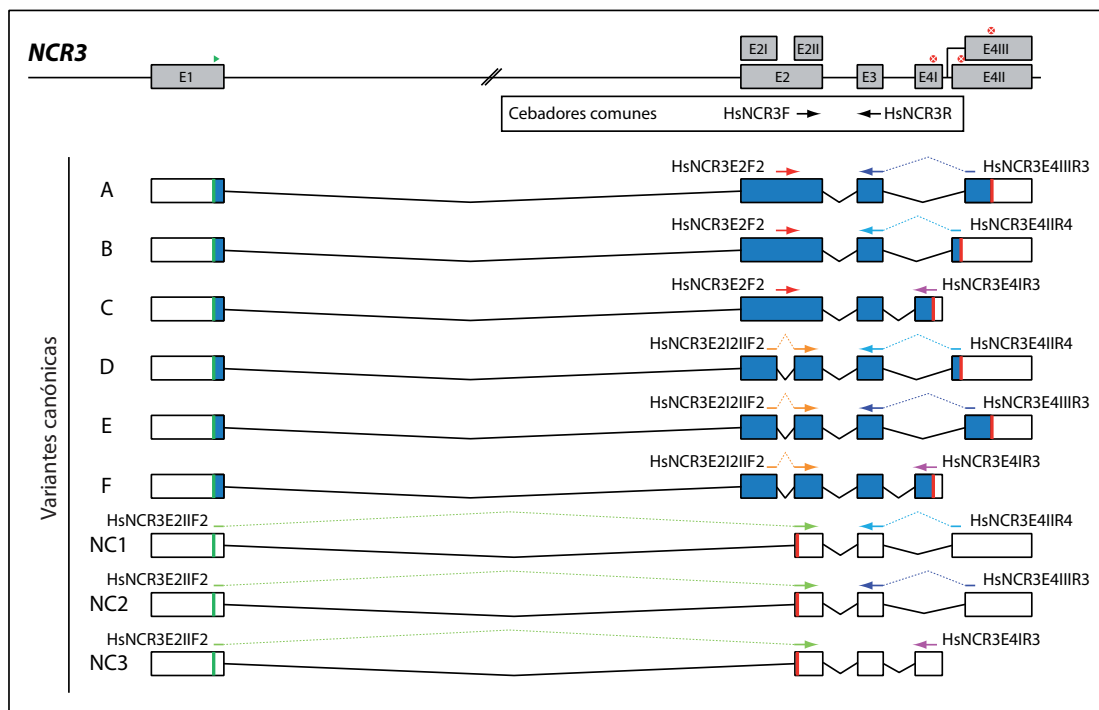 NCR3
E1
E2I E2II
E2
E3
E4I
E4III
E4II
Cebadores comunes HsNCR3F HsNCR3R
Variantes canónicas
A HsNCR3E2F2 HsNCR3E4IIIR3
B HsNCR3E2F2 HsNCR3E4IIR4
C HsNCR3E2F2 HsNCR3E4IR3
D HsNCR3E2I2IIF2 HsNCR3E4IIR4
E HsNCR3E2I2IIF2 HsNCR3E4IIIR3
F HsNCR3E2I2IIF2 HsNCR3E4IR3
HsNCR3E2IIF2 HsNCR3E4IIR4
NC1
HsNCR3E2IIF2 HsNCR3E4IIIR3
NC2
HsNCR3E2IIF2 HsNCR3E4IR3
NC3